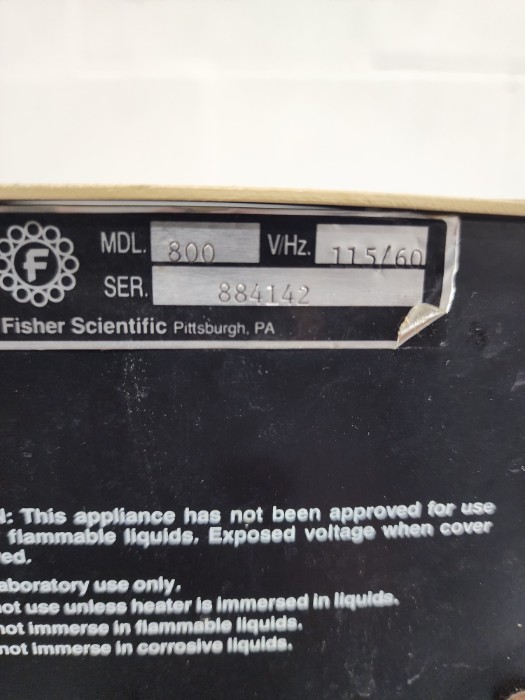 F
MDL. 800 V/Hz. 115/60
SER. 884142
Fisher Scientific Pittsburgh, PA
: This appliance has not been approved for use
flammable liquids. Exposed voltage when cover
ed.
aboratory use only.
ot use unless heater is immersed in liquids.
not immerse in flammable liquids.
not immerse in corrosive liquids.